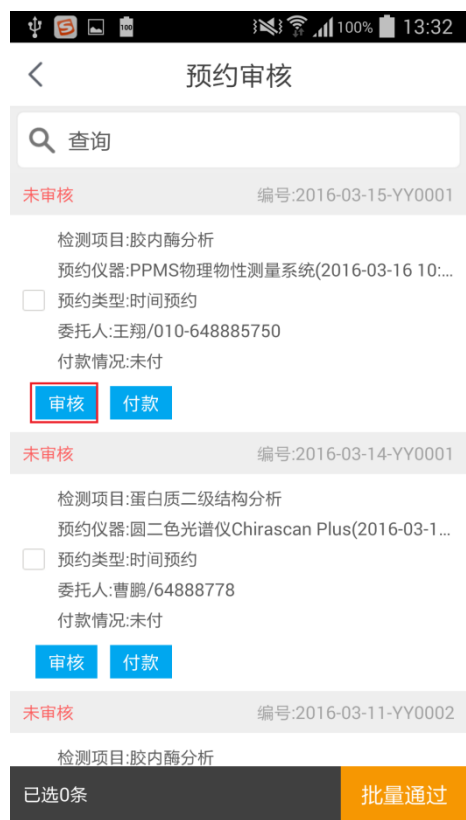 100 100% 13:32
预约审核
查询
未审核 编号:2016-03-15-YY0001
检测项目:胶内酶分析
预约仪器:PPMS物理物性测量系统(2016-03-16 10:...
预约类型:时间预约
委托人:王翔/010-648885750
付款情况:未付
审核 付款
未审核 编号:2016-03-14-YY0001
检测项目:蛋白质二级结构分析
预约仪器:圆二色光谱仪Chirascan Plus(2016-03-1...
预约类型:时间预约
委托人:曹鹏/64888778
付款情况:未付
审核 付款
未审核 编号:2016-03-11-YY0002
检测项目:胶内酶分析
已选0条 批量通过